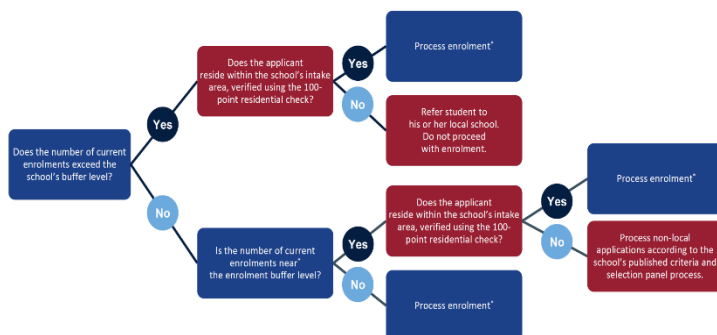 Does the number of current
enrolments exceed the
school's buffer level?
Yes
No
Does the applicant
reside within the school's intake
area, verified using the 100-
point residential check?
Yes
No
Process enrolment*
Refer student to
his or her local school.
Do not proceed
with enrolment.
Is the number of current
enrolments near*
the enrolment buffer level?
Yes
No
Does the applicant
reside within the school's intake
area, verified using the 100-
point residential check?
Yes
No
Process enrolment*
Process non-local
applications according to the
school's published criteria and
selection panel process.
Process enrolment*